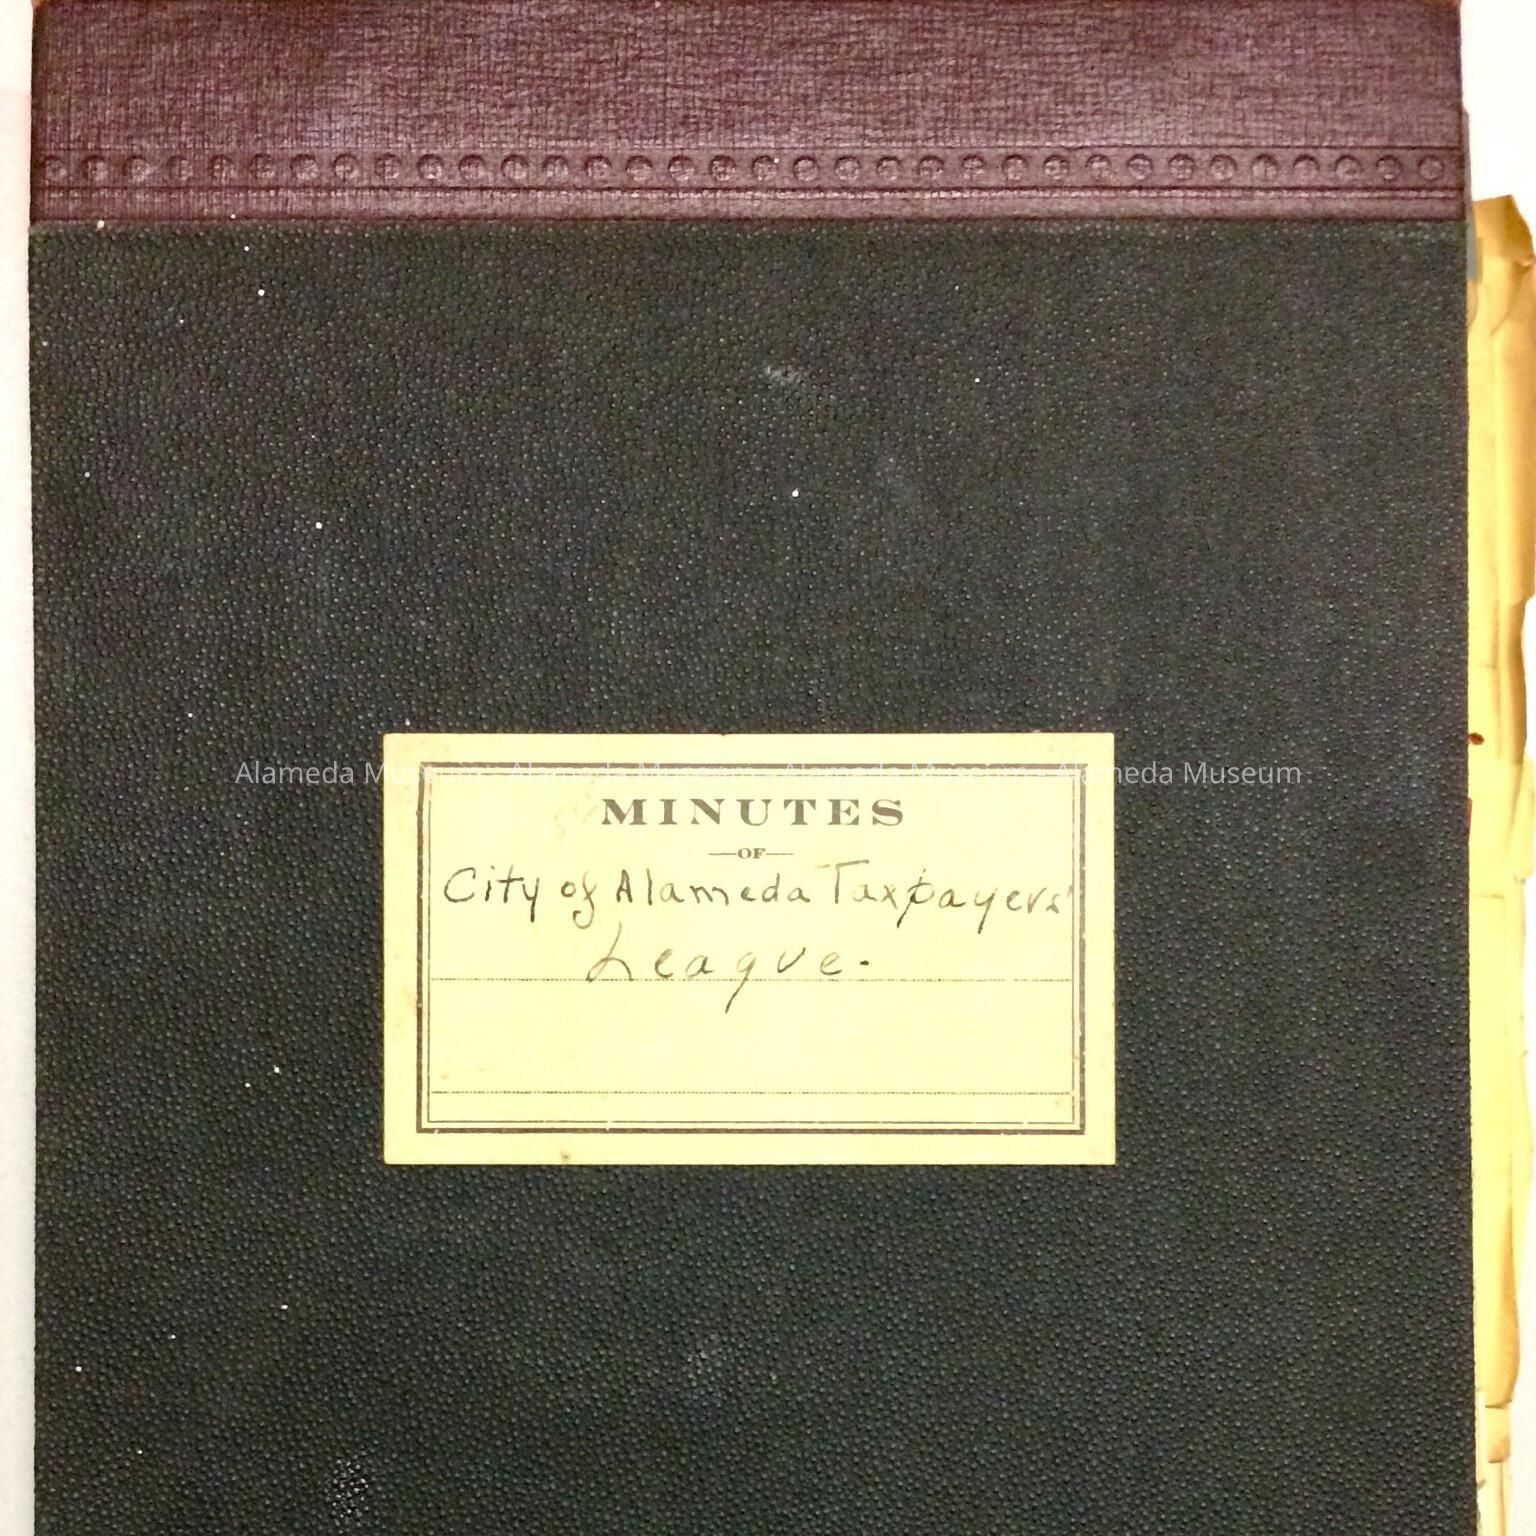 Alameda Museum - Alameda Museum - Alameda Museum - Alameda Museum
MINUTES
—OF—
City of Alameda Taxpayers'
League.